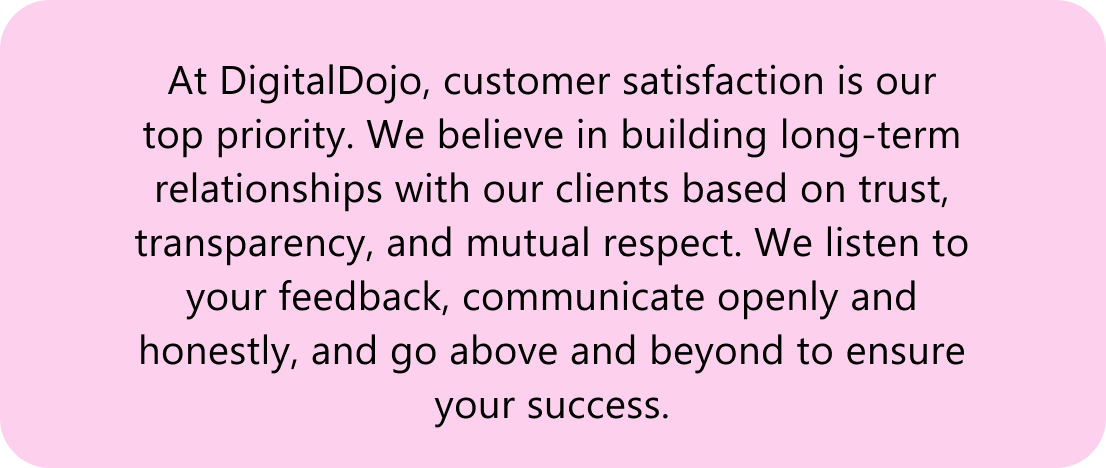 At DigitalDojo, customer satisfaction is our
top priority. We believe in building long-term
relationships with our clients based on trust,
transparency, and mutual respect. We listen to
your feedback, communicate openly and
honestly, and go above and beyond to ensure
your success.